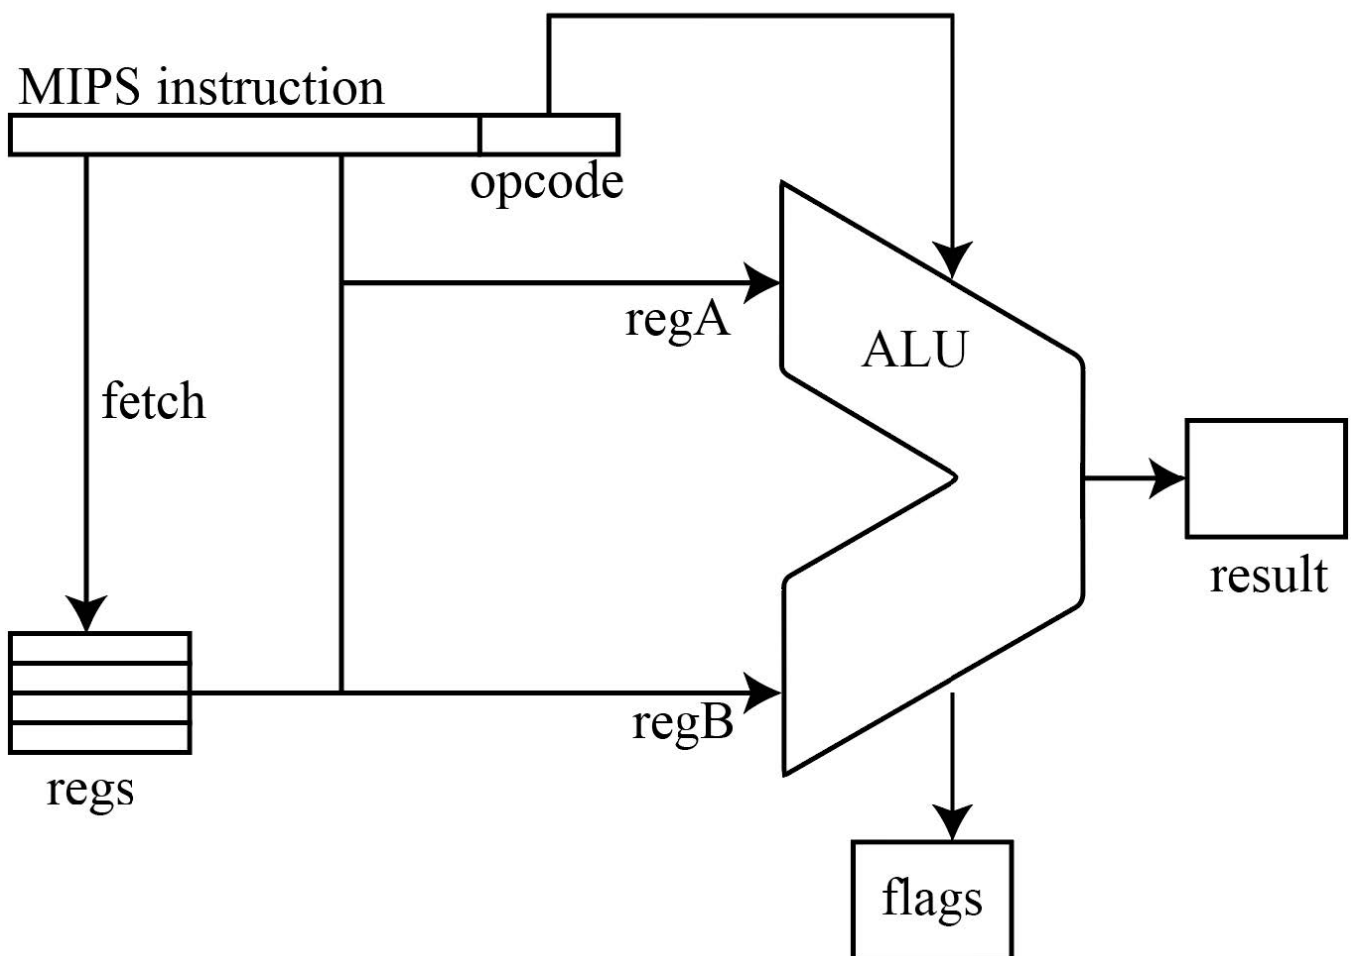 MIPS instruction
opcode
regA
ALU
fetch
result
regB
regs
flags